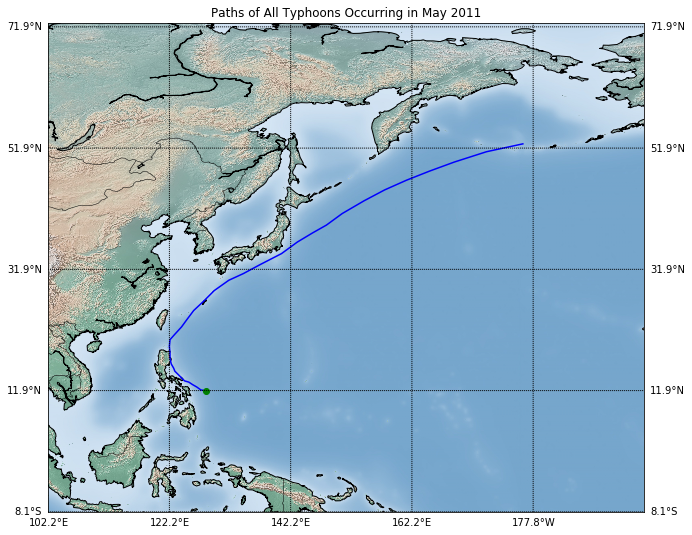 Paths of All Typhoons Occurring in May 2011
71.9°N 71.9°N
51.9°N 51.9°N
31.9°N 31.9°N
11.9°N 11.9°N
8.1°S 8.1°S
102.2°E 122.2°E 142.2°E 162.2°E 177.8°W